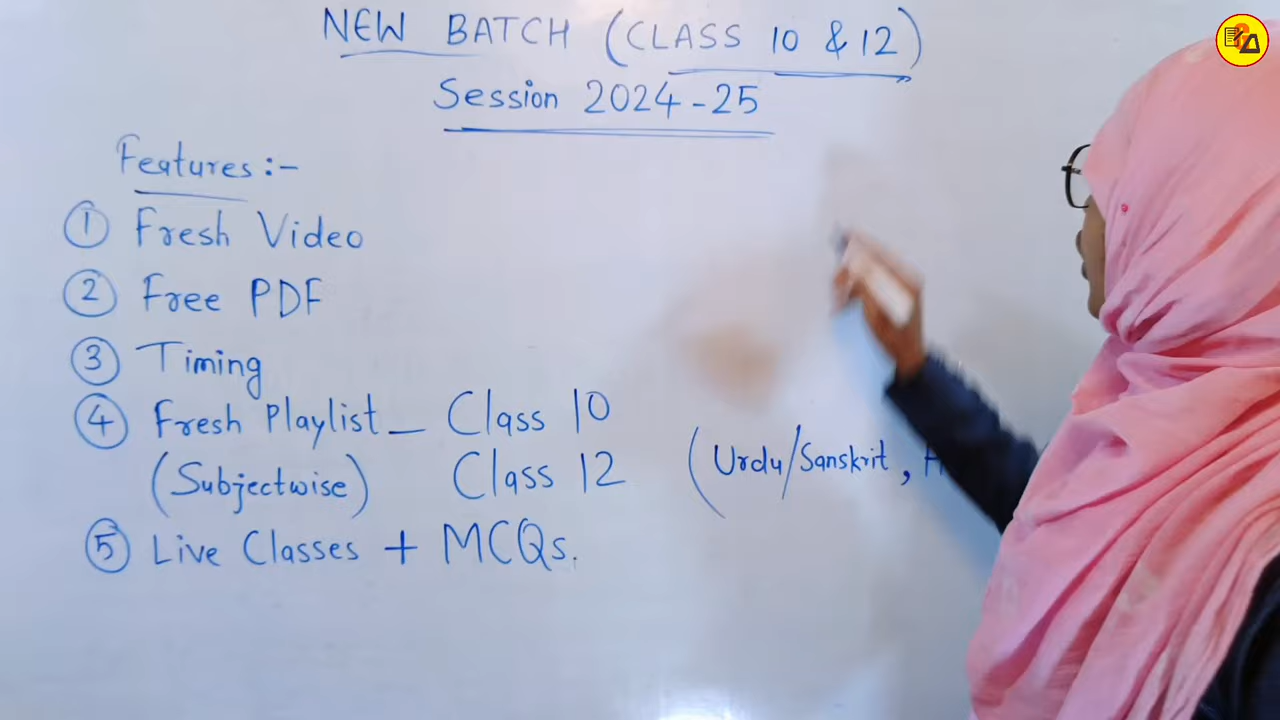 NEW BATCH (CLASS 10 & 12)
Session 2024-25
Features :-
① Fresh Video
② Free PDF
③ Timing
④ Fresh Playlist - Class 10
(Subjectwise) Class 12 (Urdu/Sanskrit,
⑤ Live Classes + MCQs.